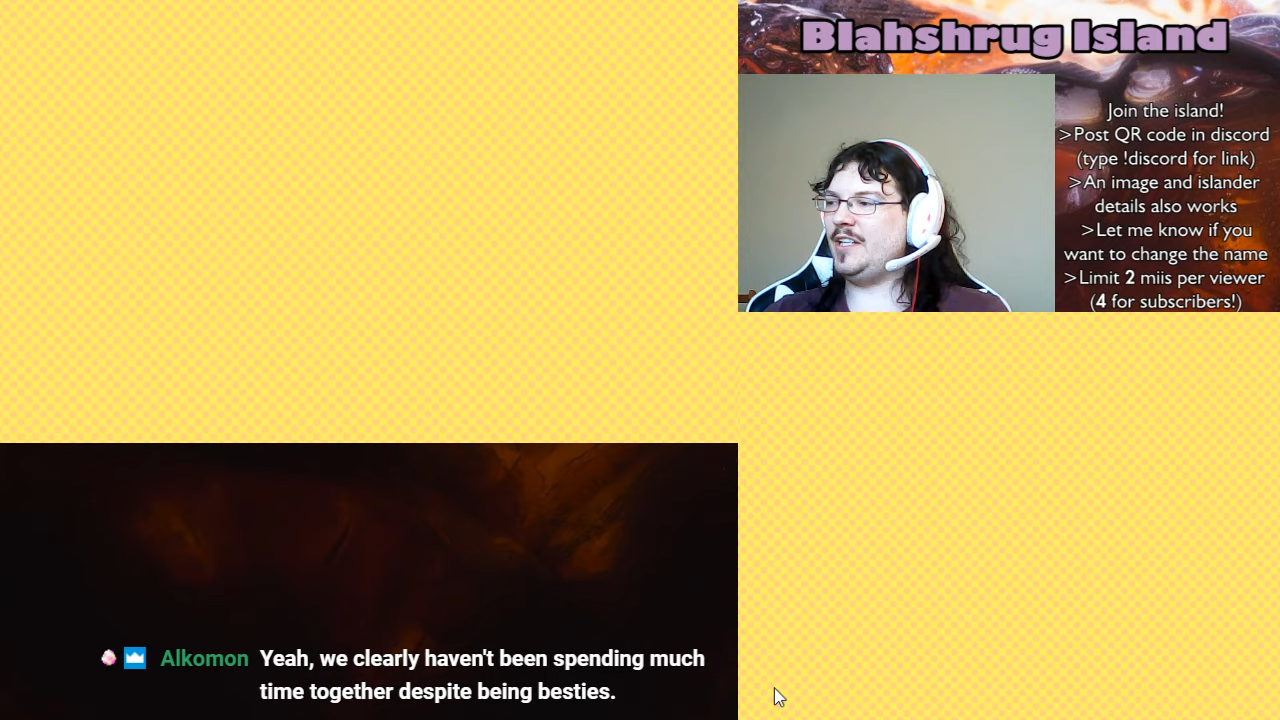 Blahshrug Island
Join the island!
>Post QR code in discord
(type !discord for link)
>An image and islander
details also works
>Let me know if you
want to change the name
>Limit 2 miis per viewer
(4 for subscribers!)
Alkomon Yeah, we clearly haven't been spending much
time together despite being besties.